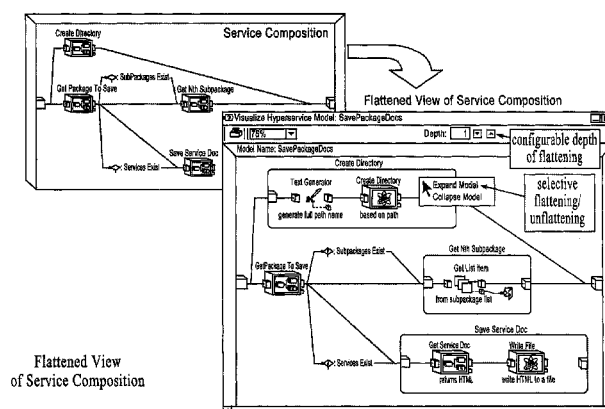 Service Composition
Create Directory
Get Package To Save
SubPackages Exist
Get Nth Subpackage
Save Service Doc
: Services Exist
Flattened View of Service Composition
Visualize Hyperservice Model: SavePackageDocs
75%
Depth: 1
configurable depth
of flattening
Model Name: SavePackageDocs
Create Directory
Text Generator
Create Directory
generate full path name
based on path
Expand Model
Collapse Model
selective
flattening/
unflattening
GetPackage To Save
: Subpackages Exist
Get Nth Subpackage
Get List Item
from subpackage list
Save Service Doc
: Services Exist
Get Service Doc
Write File
returns HTML
write HTML to a file
Flattened View
of Service Composition